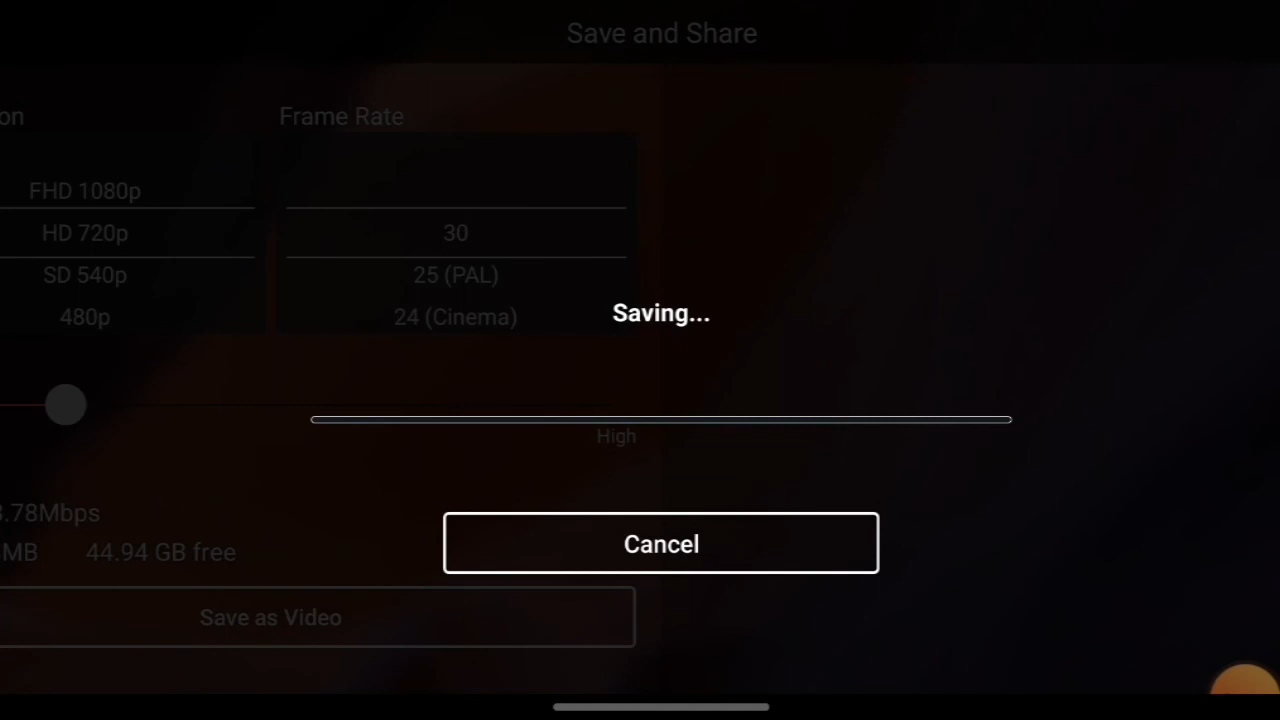 Save and Share
on
Frame Rate
FHD 1080p
HD 720p
30
SD 540p
25 (PAL)
480p
24 (Cinema)
Saving...
High
.78Mbps
MB
44.94 GB free
Cancel
Save as Video